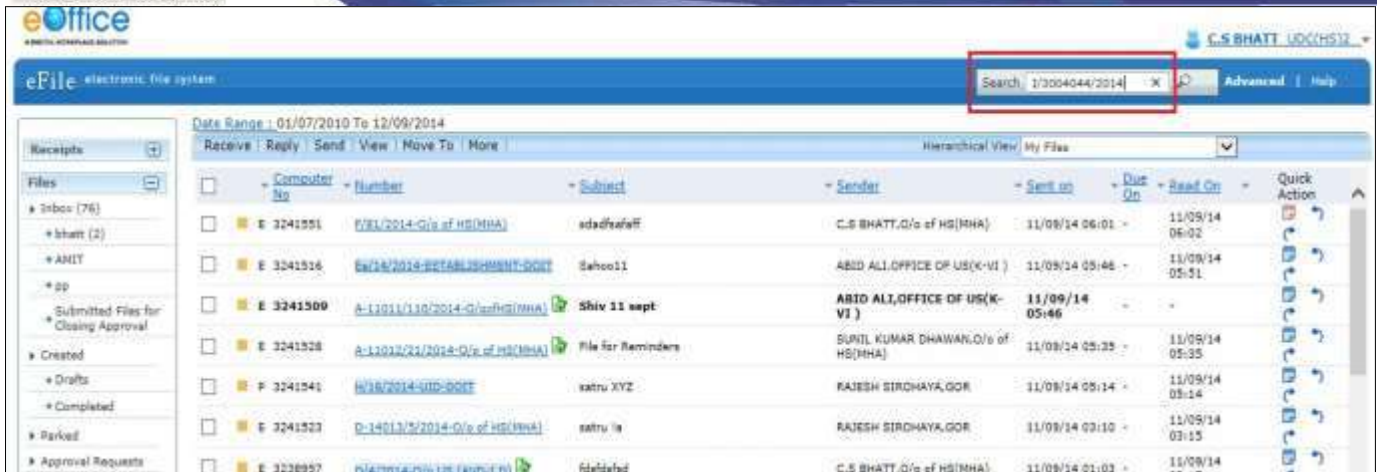 eOffice
A DIGITAL WORKPLACE SOLUTION
C.S BHATT UDC(HS)2
eFile electronic file system
Search I/3004044/2014 x Advanced | Help
Date Range : 01/07/2010 To 12/09/2014
Receipts
Receive Reply Send View Move To More
Hierarchical View My Files
Files
Computer No Number Subject Sender Sent on Due On Read On Quick Action
Inbox (76)
bhatt (2)
AMIT
pp
Submitted Files for Closing Approval
Created
Drafts
Completed
Parked
Approval Requests
E 3241551 F/81/2014-O/o of HS(MHA) sdadfsafaff C.S BHATT,O/o of HS(MHA) 11/09/14 06:01 - 11/09/14 06:02
E 3241516 Ea/14/2014-ESTABLISHMENT-DOIT Sahoo11 ABID ALI,OFFICE OF US(K-VI ) 11/09/14 05:46 - 11/09/14 05:51
E 3241509 A-11011/110/2014-O/oofHS(MHA) Shiv 11 sept ABID ALI,OFFICE OF US(K-VI ) 11/09/14 05:46 - -
E 3241528 A-11012/21/2014-O/o of HS(MHA) File for Reminders SUNIL KUMAR DHAWAN,O/o of HS(MHA) 11/09/14 05:35 - 11/09/14 05:35
P 3241541 H/16/2014-UID-DOIT satru XYZ RAJESH SIROHAYA,GOR 11/09/14 05:14 - 11/09/14 05:14
E 3241523 D-14013/5/2014-O/o of HS(MHA) satru la RAJESH SIROHAYA,GOR 11/09/14 03:10 - 11/09/14 03:15
E 3238957 C.S BHATT,O/o of HS(MHA) 11/09/14 01:03 - 11/09/14